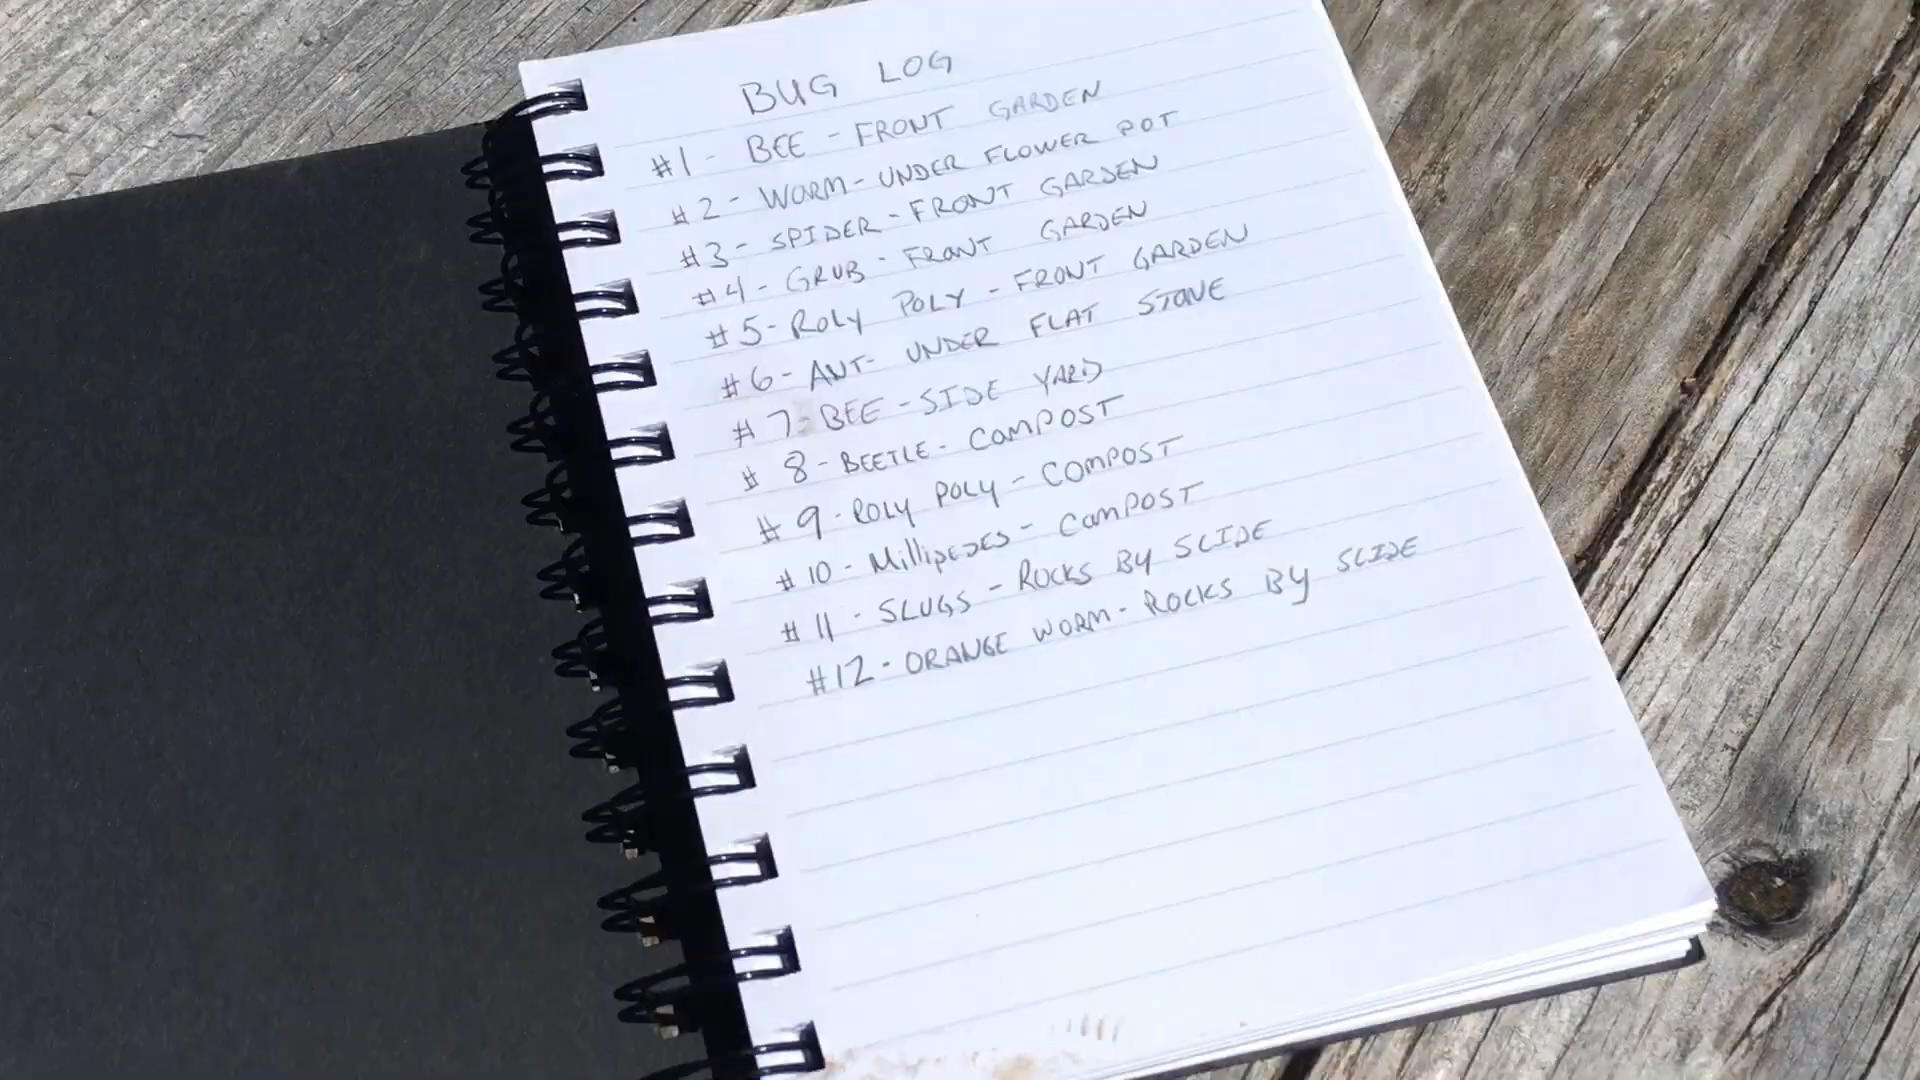 BUG LOG
#1 - BEE - FRONT GARDEN
#2 - WORM - UNDER FLOWER POT
#3 - SPIDER - FRONT GARDEN
#4 - GRUB - FRONT GARDEN
#5 - ROLY POLY - FRONT GARDEN
#6 - ANT - UNDER FLAT STONE
#7 - BEE - SIDE YARD
#8 - BEETLE - COMPOST
#9 - ROLY POLY - COMPOST
#10 - MilliPEDES - COMPOST
#11 - SLUGS - ROCKS BY SLIDE
#12 - ORANGE WORM - ROCKS BY SLIDE